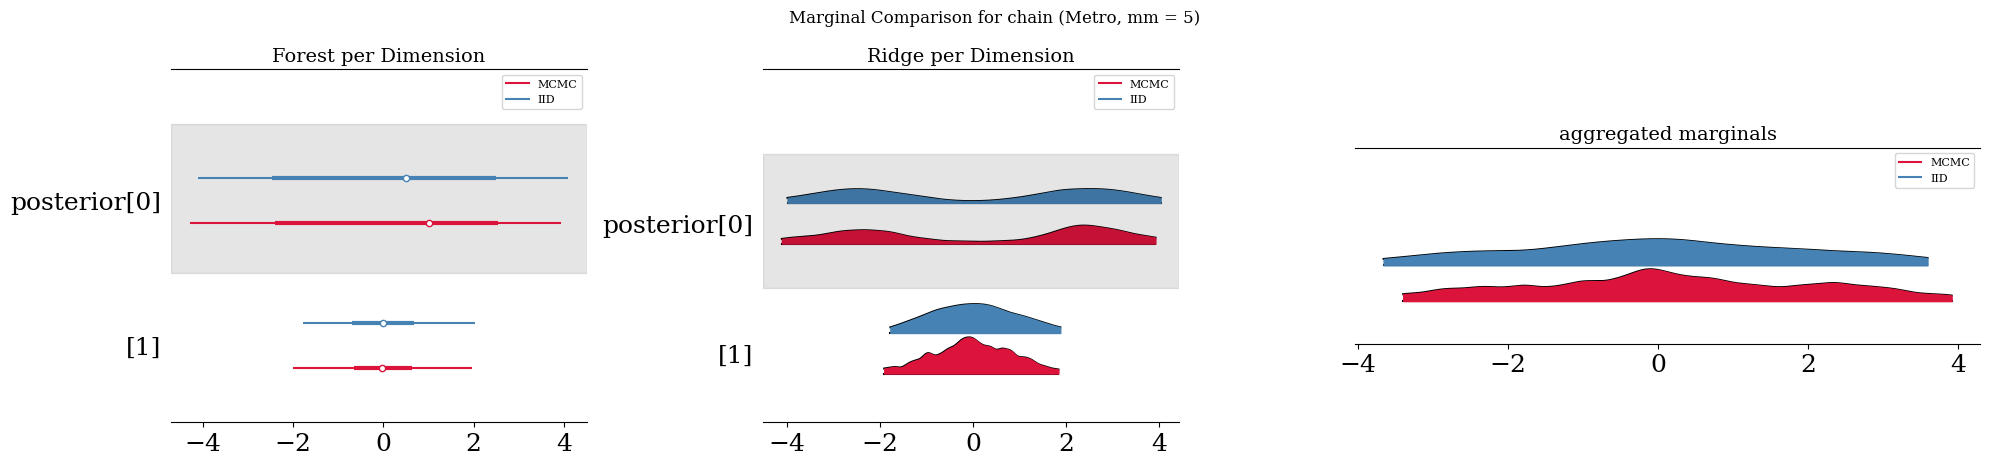 Marginal Comparison for chain (Metro, mm = 5)
Forest per Dimension
MCMC
IID
posterior[0]
[1]
−4 −2 0 2 4
Ridge per Dimension
MCMC
IID
posterior[0]
[1]
−4 −2 0 2 4
aggregated marginals
MCMC
IID
−4 −2 0 2 4